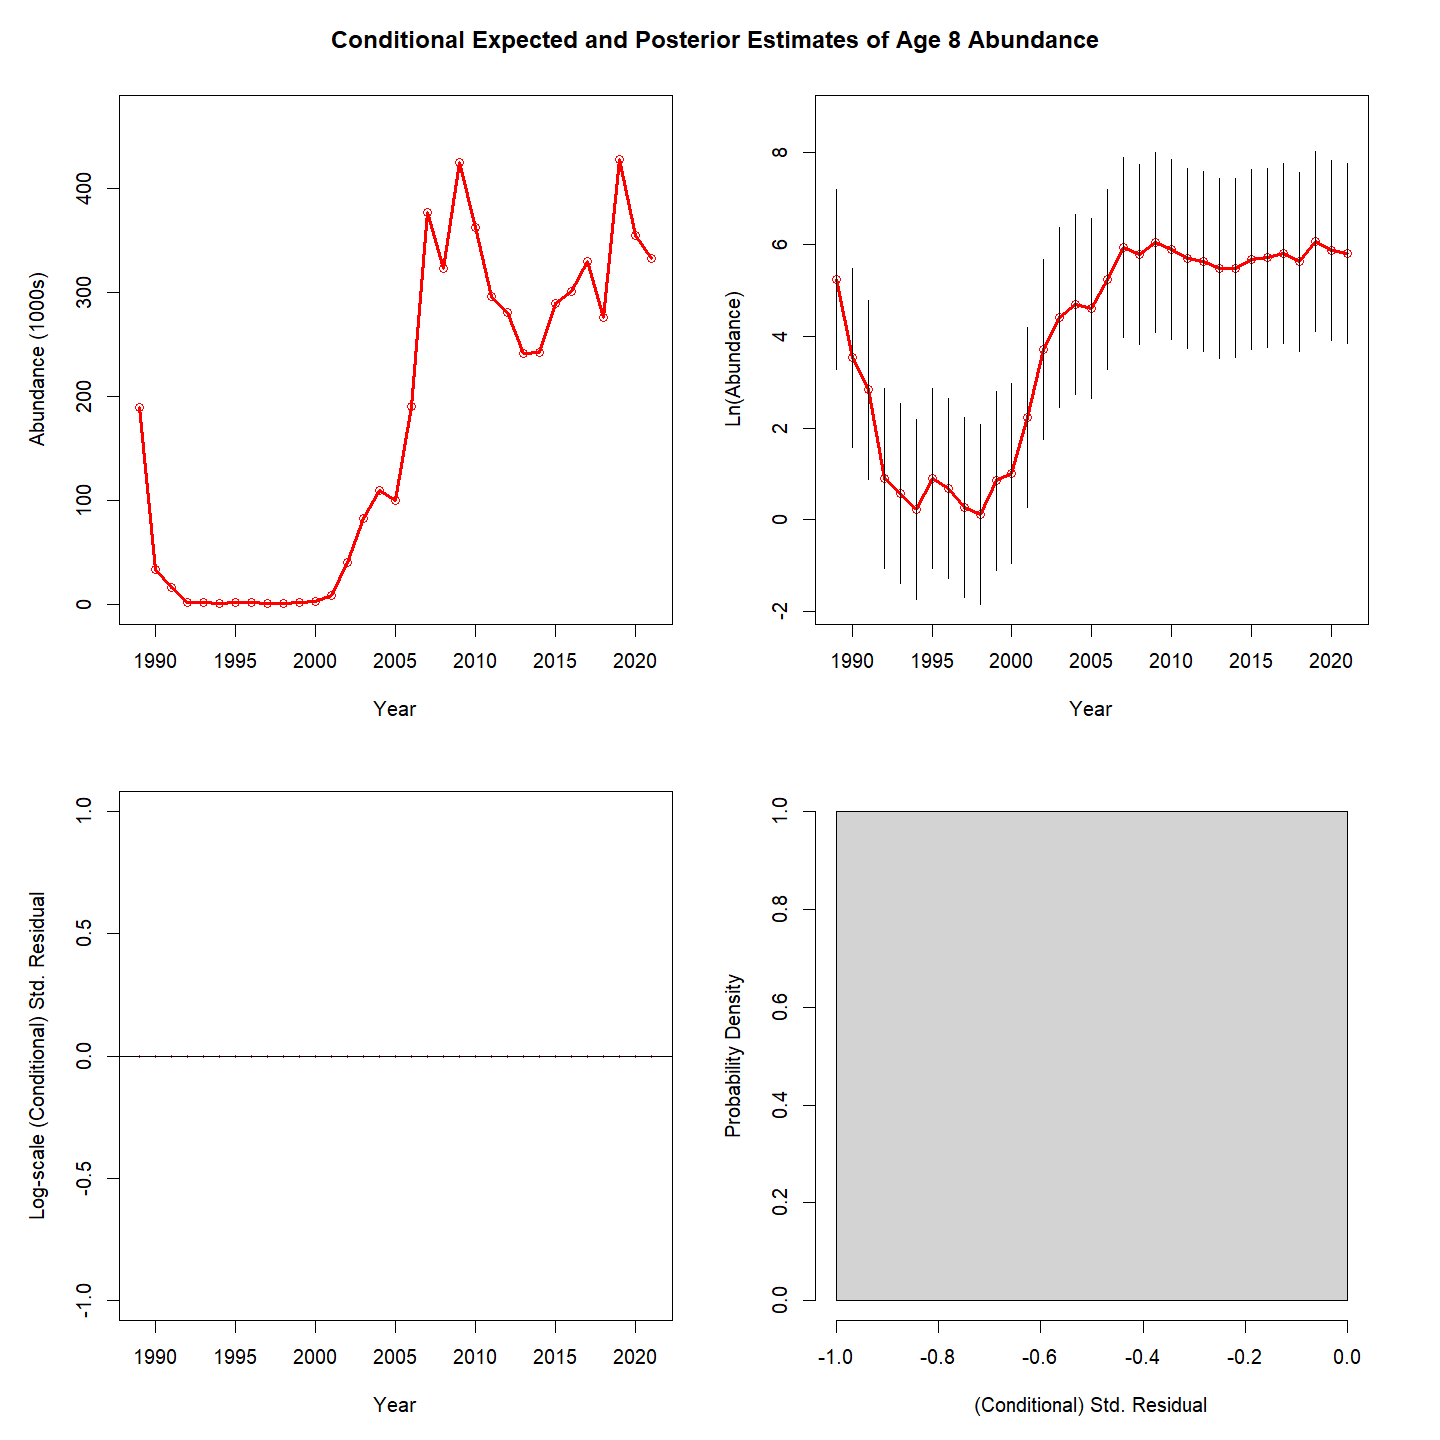 Conditional Expected and Posterior Estimates of Age 8 Abundance
Abundance (1000s)
400
300
200
100
0
1990 1995 2000 2005 2010 2015 2020
Year
Ln(Abundance)
8
6
4
2
0
-2
1990 1995 2000 2005 2010 2015 2020
Year
Log-scale (Conditional) Std. Residual
1.0
0.5
0.0
-0.5
-1.0
1990 1995 2000 2005 2010 2015 2020
Year
Probability Density
1.0
0.8
0.6
0.4
0.2
0.0
-1.0 -0.8 -0.6 -0.4 -0.2 0.0
(Conditional) Std. Residual